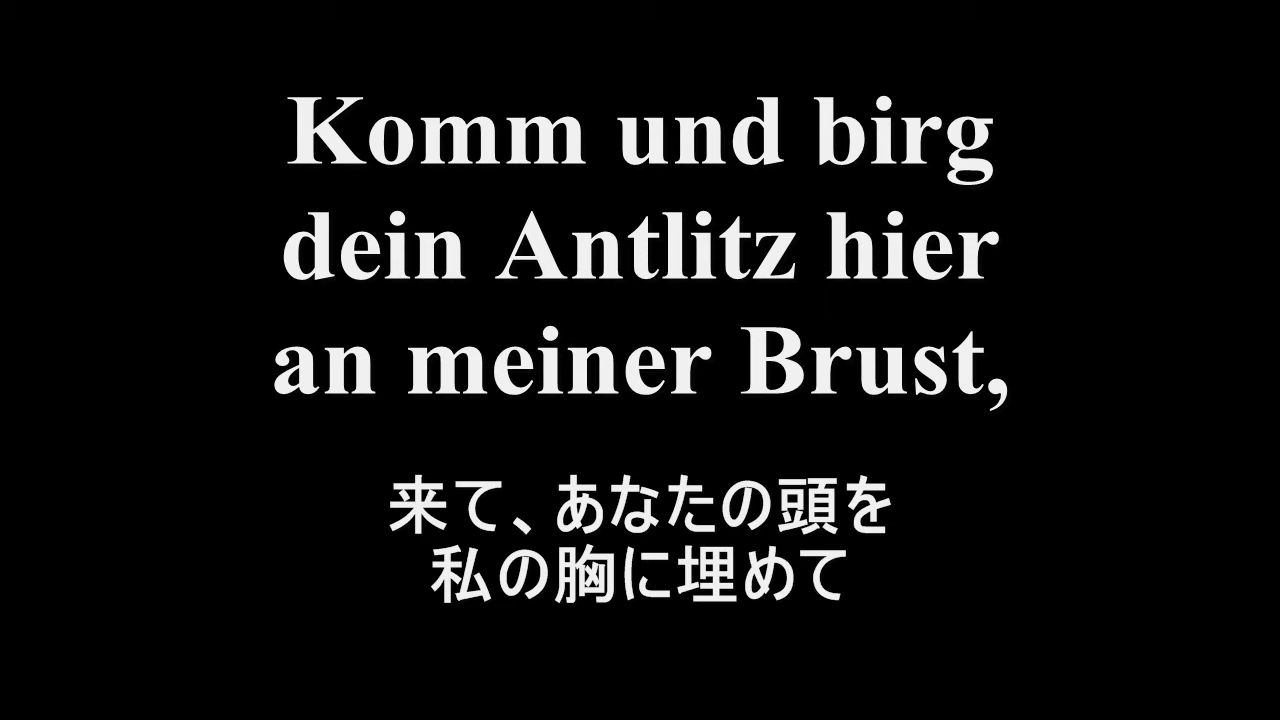 Komm und birg
dein Antlitz hier
an meiner Brust,
来て、あなたの頭を
私の胸に埋めて